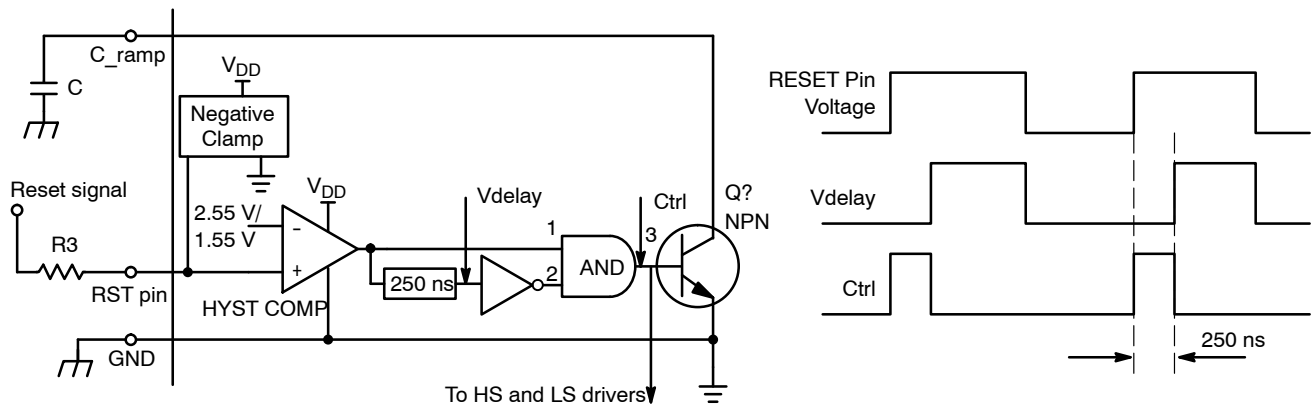 C_ramp
C
V_DD
Negative
Clamp
Reset signal
R3
RST pin
GND
2.55 V/
1.55 V
V_DD
−
+
HYST COMP
250 ns
Vdelay
1
2
AND
Ctrl
3
Q?
NPN
To HS and LS drivers
RESET Pin
Voltage
Vdelay
Ctrl
250 ns